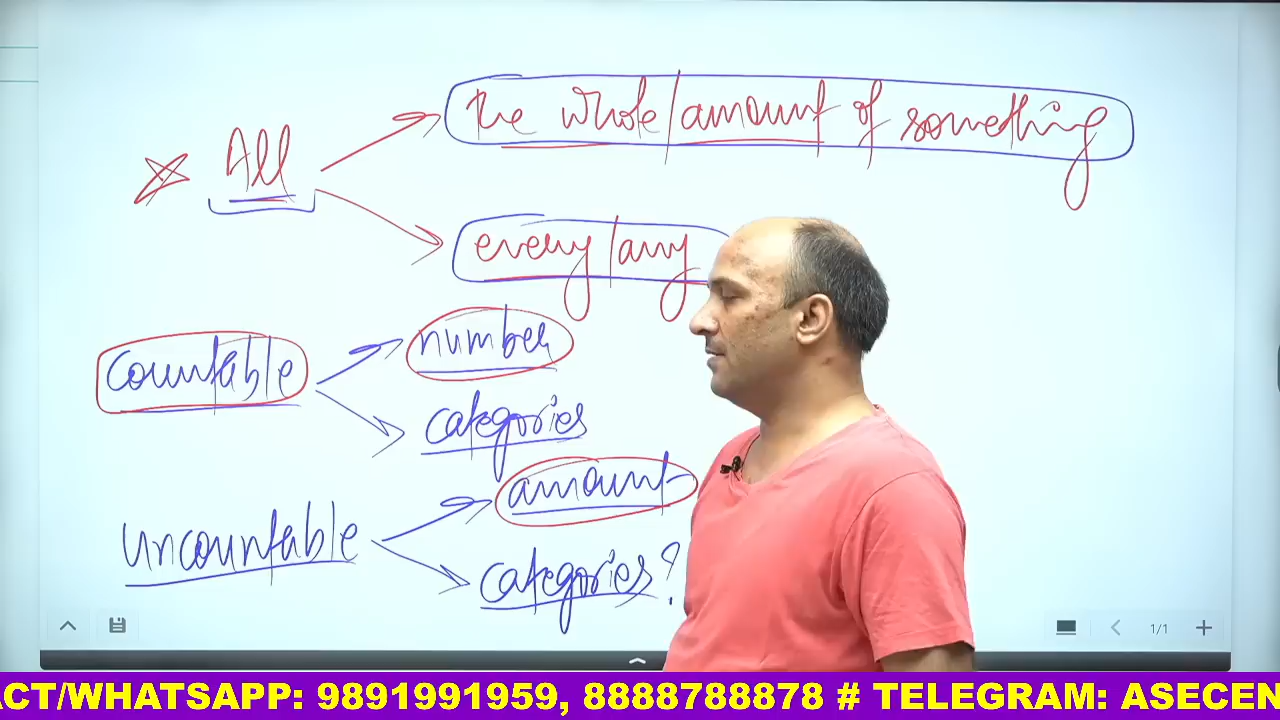 All
the whole/amount of something
every/any
countable
number
categories
uncountable
amount
categories?
1/1
ACT/WHATSAPP: 9891991959, 8888788878 # TELEGRAM: ASECEN